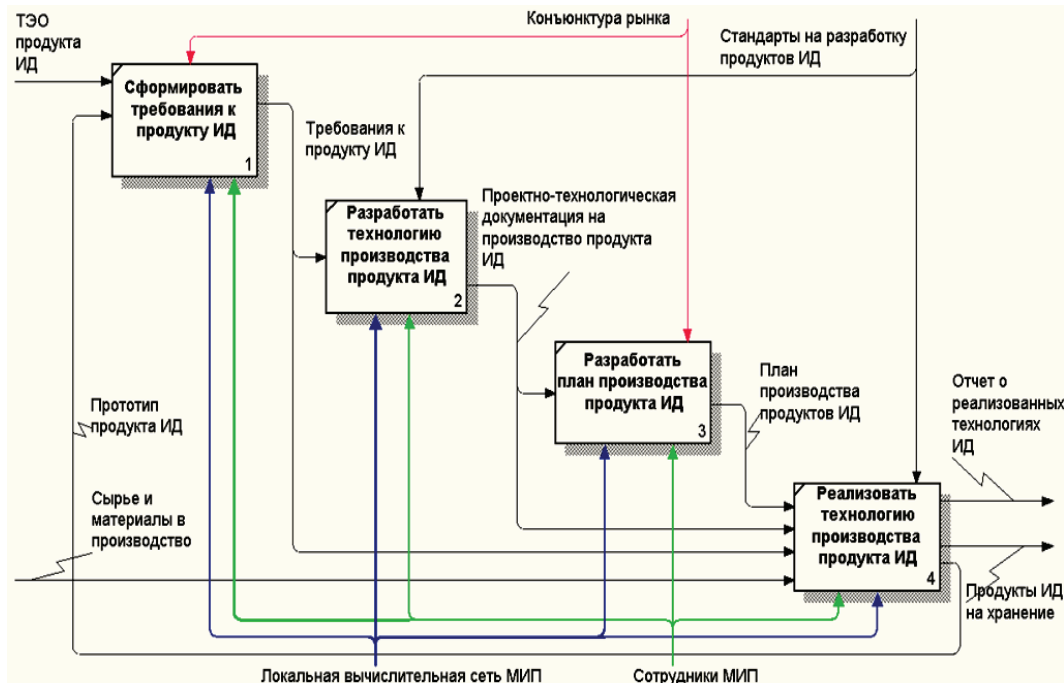 ТЭО
продукта
ИД
Конъюнктура рынка
Стандарты на разработку
продуктов ИД
Сформировать
требования к
продукту ИД
1
Требования к
продукту ИД
Разработать
технологию
производства
продукта ИД
2
Проектно-технологическая
документация на
производство продукта
ИД
Разработать
план производства
продукта ИД
3
План
производства
продуктов ИД
Отчет о
реализованных
технологиях
ИД
Прототип
продукта ИД
Сырье и
материалы в
производство
Реализовать
технологию
производства
продукта ИД
4
Продукты ИД
на хранение
Локальная вычислительная сеть МИП
Сотрудники МИП